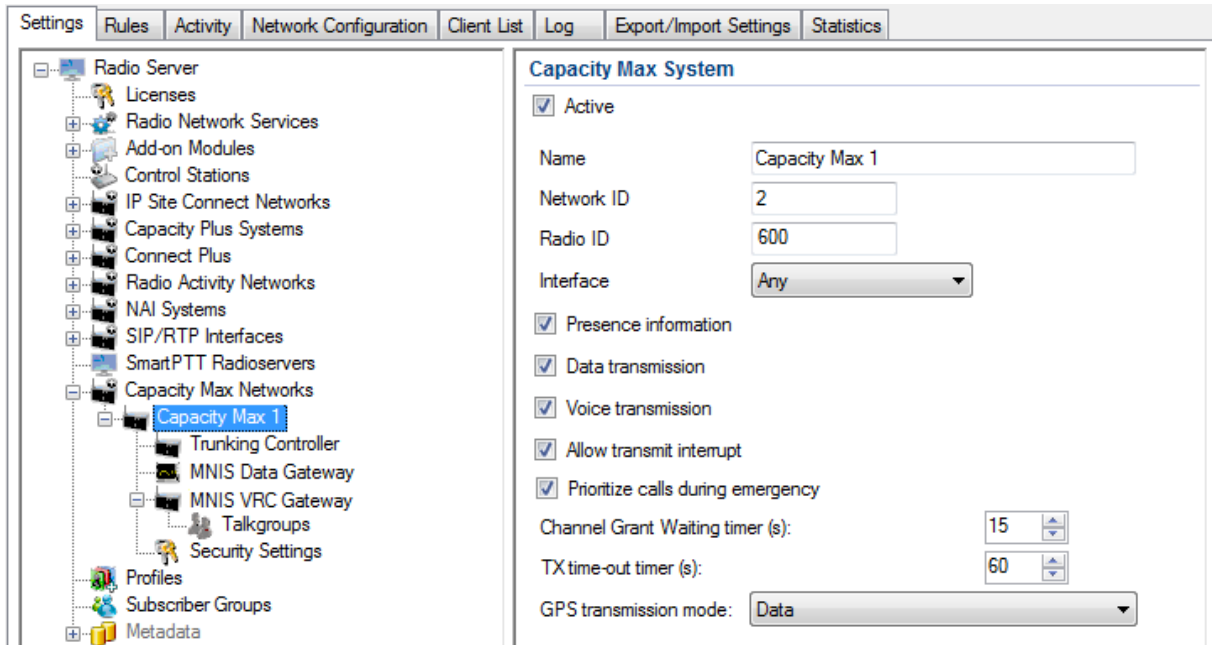 Settings Rules Activity Network Configuration Client List Log Export/Import Settings Statistics
Radio Server
Licenses
Radio Network Services
Add-on Modules
Control Stations
IP Site Connect Networks
Capacity Plus Systems
Connect Plus
Radio Activity Networks
NAI Systems
SIP/RTP Interfaces
SmartPTT Radioservers
Capacity Max Networks
Capacity Max 1
Trunking Controller
MNIS Data Gateway
MNIS VRC Gateway
Talkgroups
Security Settings
Profiles
Subscriber Groups
Metadata
Capacity Max System
Active
Name Capacity Max 1
Network ID 2
Radio ID 600
Interface Any
Presence information
Data transmission
Voice transmission
Allow transmit interrupt
Prioritize calls during emergency
Channel Grant Waiting timer (s): 15
TX time-out timer (s): 60
GPS transmission mode: Data